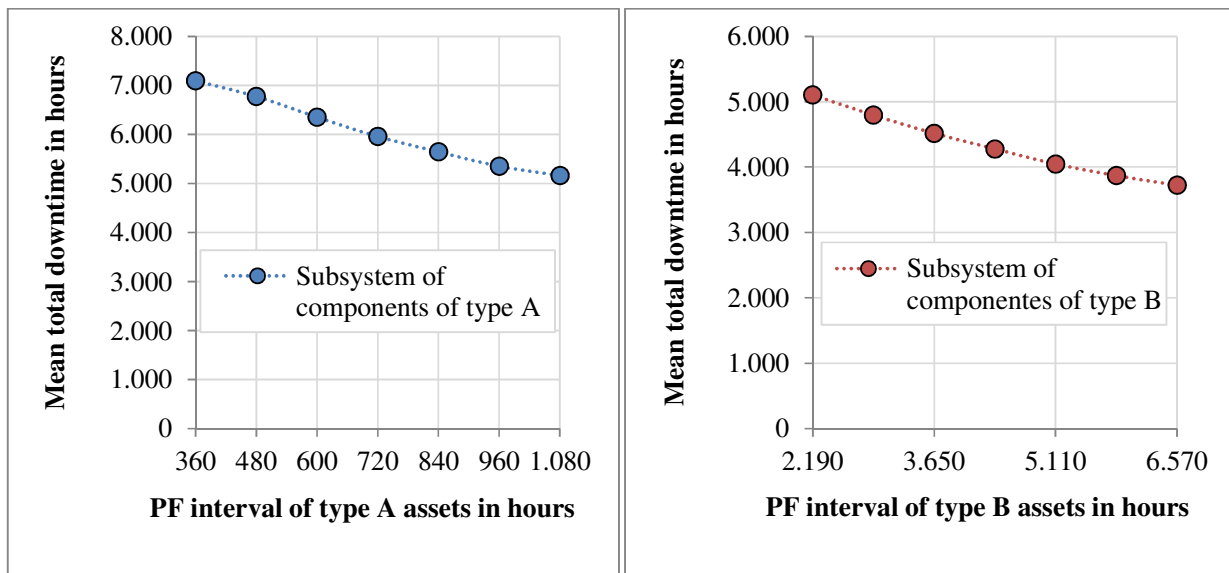 8.000
7.000
6.000
5.000
4.000
3.000
2.000
1.000
0
Mean total downtime in hours
Subsystem of
components of type A
360 480 600 720 840 960 1.080
PF interval of type A assets in hours
6.000
5.000
4.000
3.000
2.000
1.000
0
Mean total downtme in hours
Subsystem of
componentes of type B
2.190 3.650 5.110 6.570
PF interval of type B assets in hours